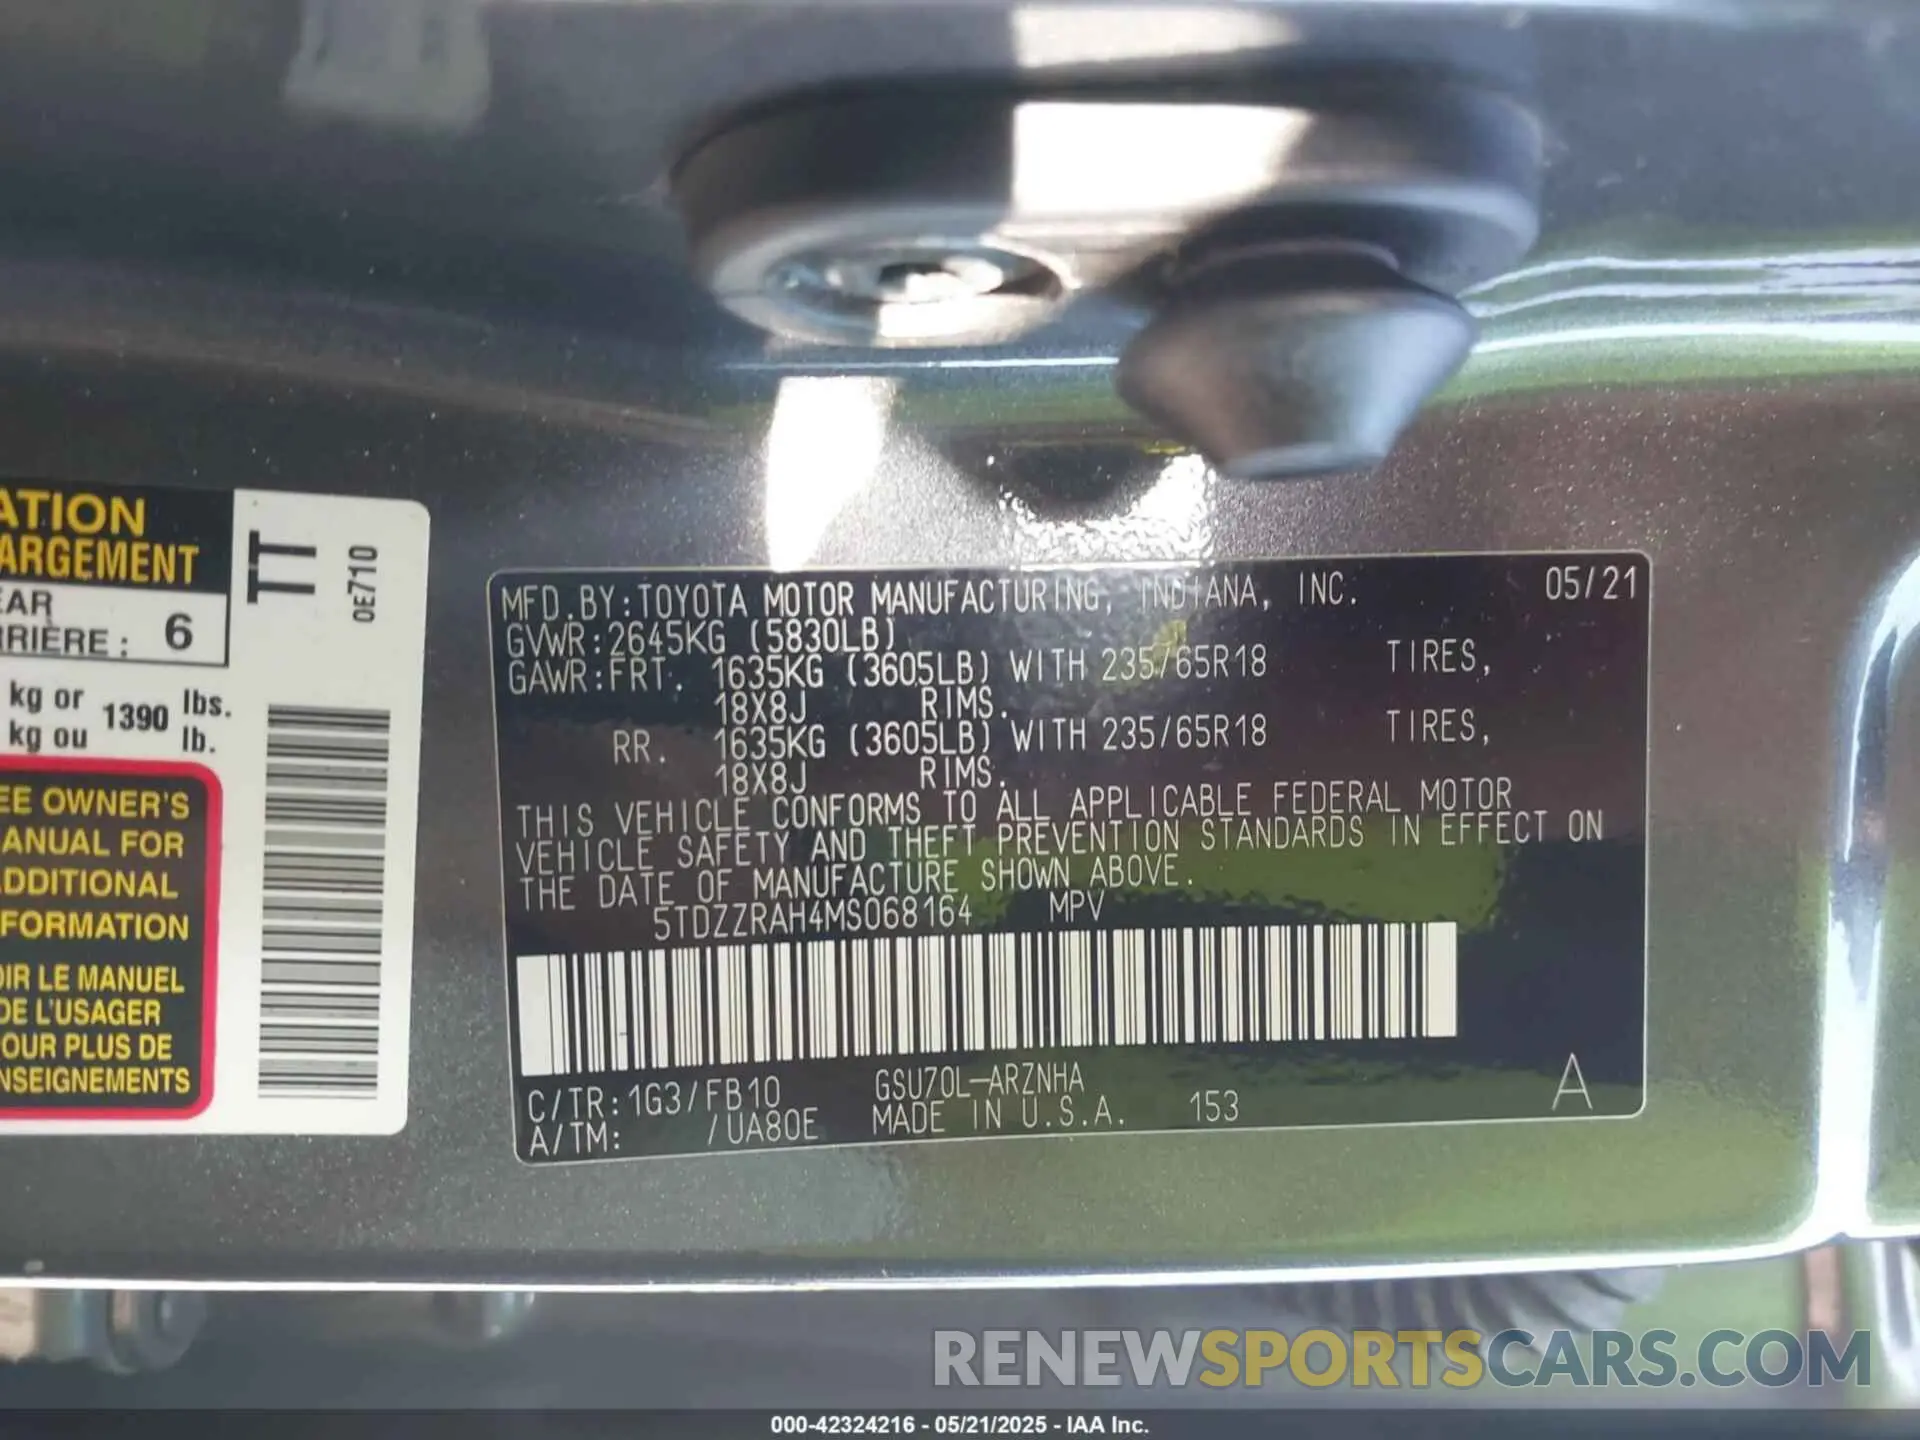 ATION
ARGEMENT
EAR
RRIÈRE : 6
kg or 1390 lbs.
kg ou lb.
EE OWNER'S
ANUAL FOR
DDITIONAL
FORMATION
OIR LE MANUEL
DE L'USAGER
OUR PLUS DE
NSEIGNEMENTS
TT
0E710
MFD.BY:TOYOTA MOTOR MANUFACTURING, INDIANA, INC. 05/21
GVWR:2645KG (5830LB)
GAWR:FRT. 1635KG (3605LB) WITH 235/65R18 TIRES,
18X8J RIMS.
RR. 1635KG (3605LB) WITH 235/65R18 TIRES,
18X8J RIMS.
THIS VEHICLE CONFORMS TO ALL APPLICABLE FEDERAL MOTOR
VEHICLE SAFETY AND THEFT PREVENTION STANDARDS IN EFFECT ON
THE DATE OF MANUFACTURE SHOWN ABOVE.
5TDZZRAH4MS068164 MPV
C/TR:1G3/FB10 GSU70L-ARZNHA
A/TM: /UA80E MADE IN U.S.A. 153 A
RENEWSPORTSCARS.COM
000-42324216 - 05/21/2025 - IAA Inc.